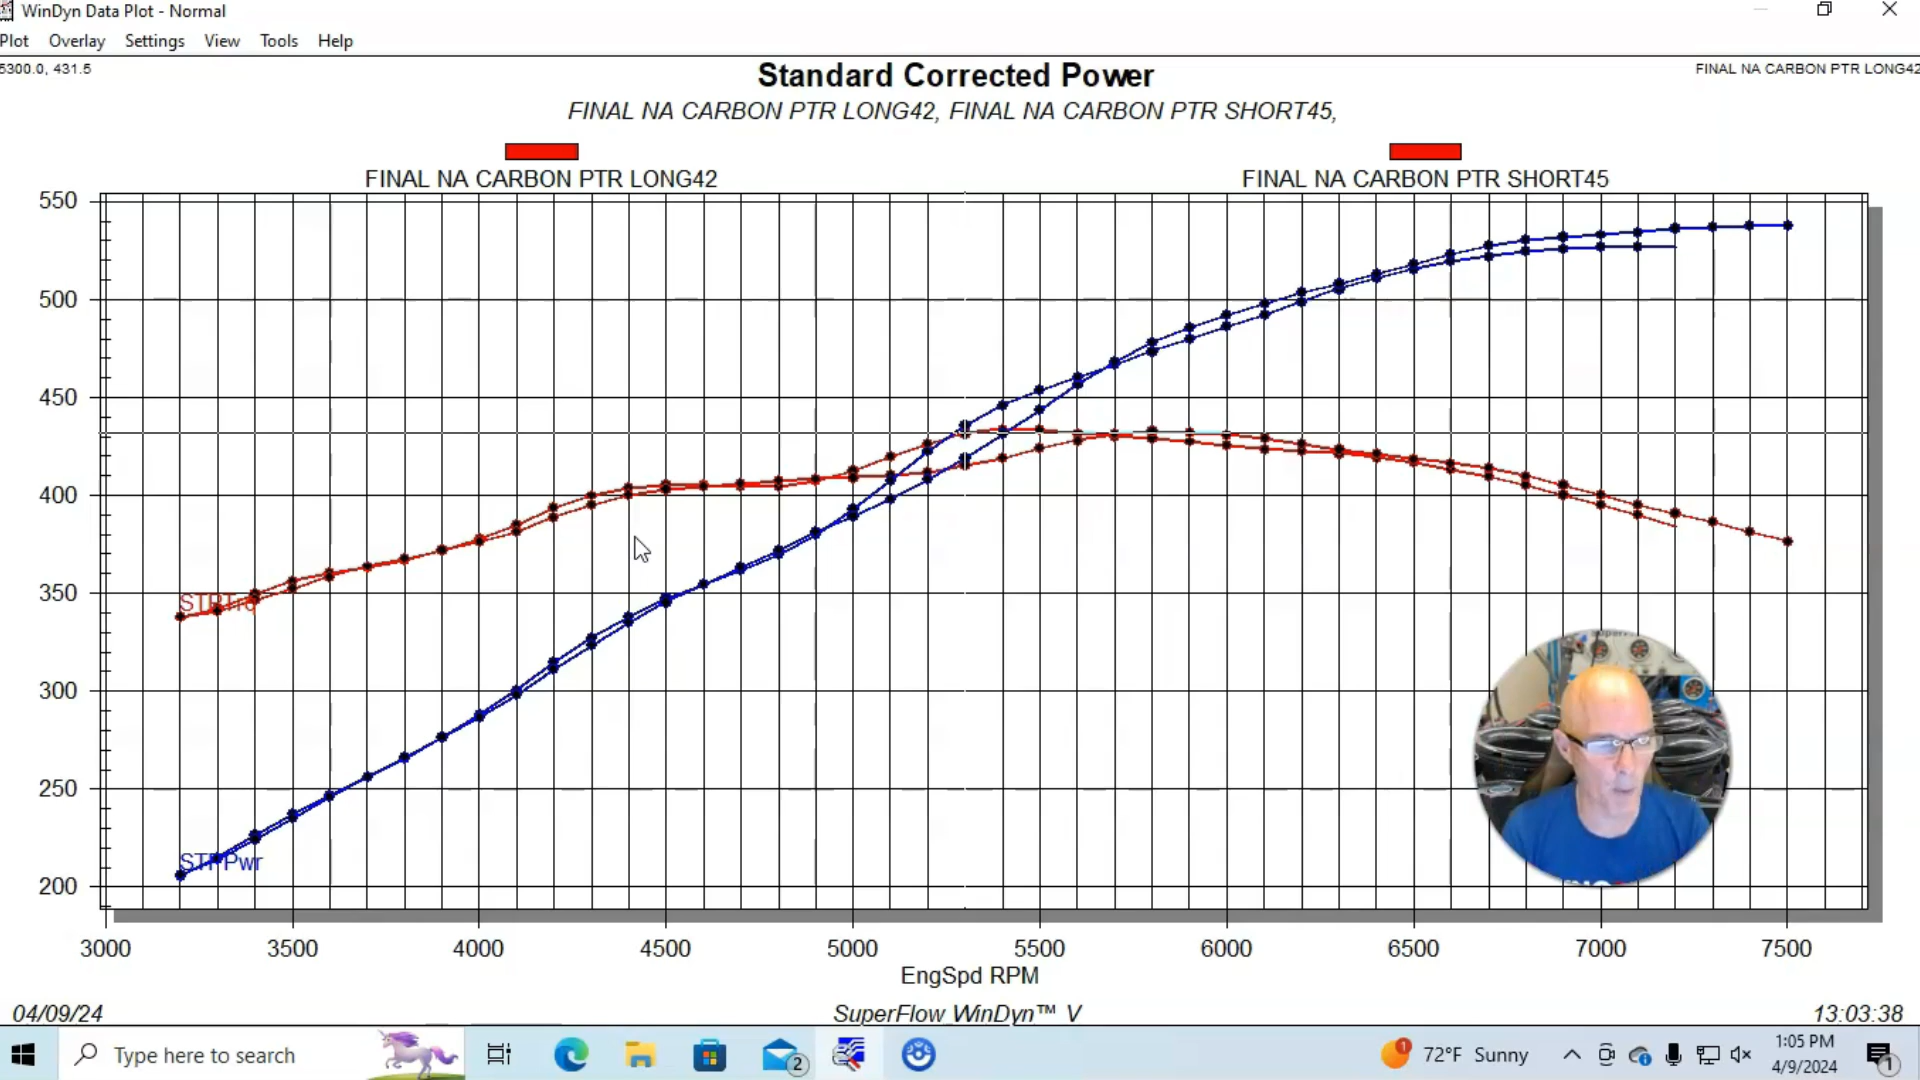 WinDyn Data Plot - Normal
Plot Overlay Settings View Tools Help
5300.0, 431.5
FINAL NA CARBON PTR LONG42
Standard Corrected Power
FINAL NA CARBON PTR LONG42, FINAL NA CARBON PTR SHORT45,
FINAL NA CARBON PTR LONG42
FINAL NA CARBON PTR SHORT45
550
500
450
400
350
300
250
200
STPTrq
STPPwr
3000 3500 4000 4500 5000 5500 6000 6500 7000 7500
EngSpd RPM
04/09/24
SuperFlow WinDyn™ V
13:03:38
Type here to search
2
1
72°F Sunny
1:05 PM
4/9/2024
1